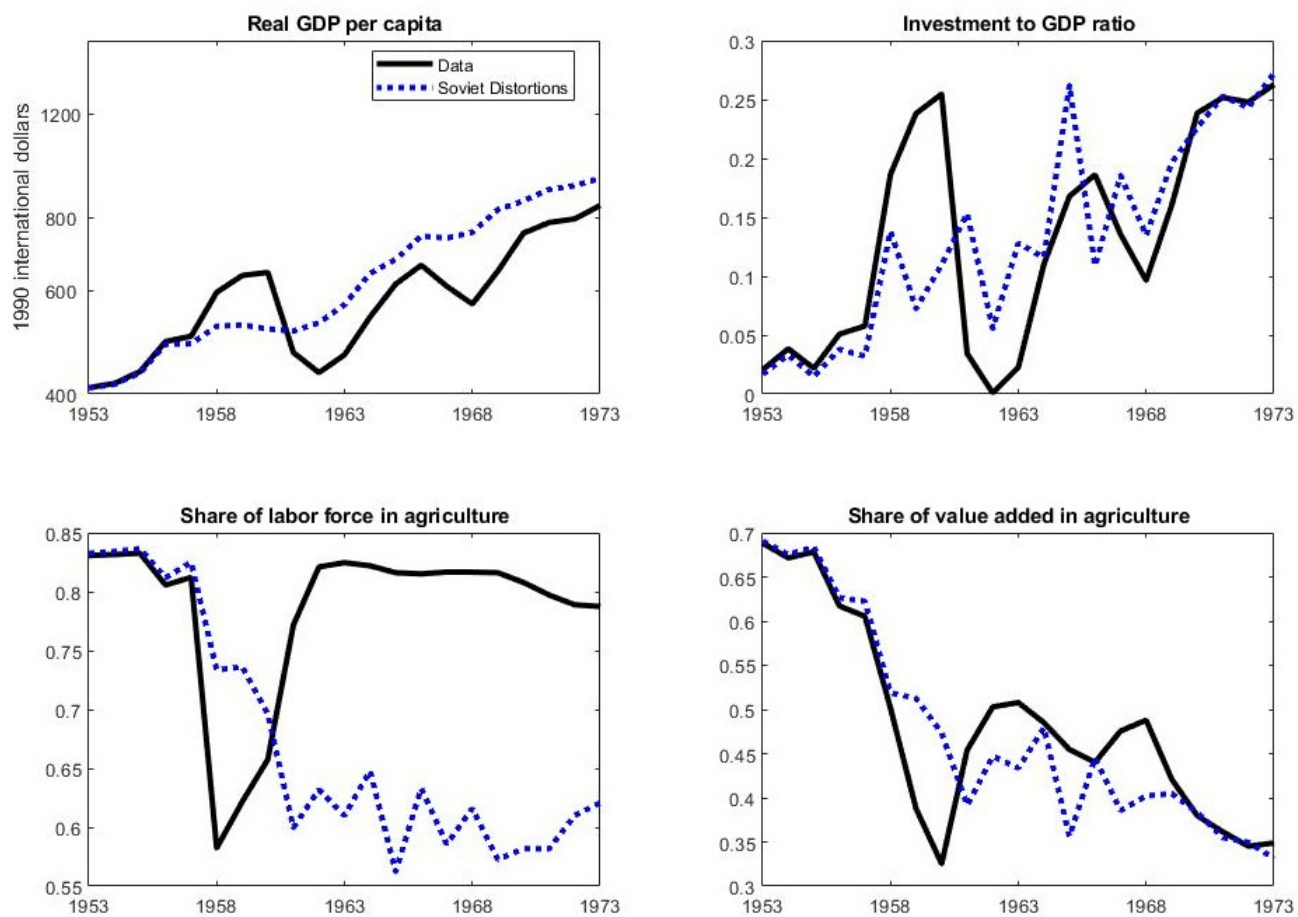 Real GDP per capita
Data
Soviet Distortions
1990 international dollars
1200
800
600
400
1953 1958 1963 1968 1973
Investment to GDP ratio
0.3
0.25
0.2
0.15
0.1
0.05
0
1953 1958 1963 1968 1973
Share of labor force in agriculture
0.85
0.8
0.75
0.7
0.65
0.6
0.55
1953 1958 1963 1968 1973
Share of value added in agriculture
0.7
0.65
0.6
0.55
0.5
0.45
0.4
0.35
0.3
1953 1958 1963 1968 1973